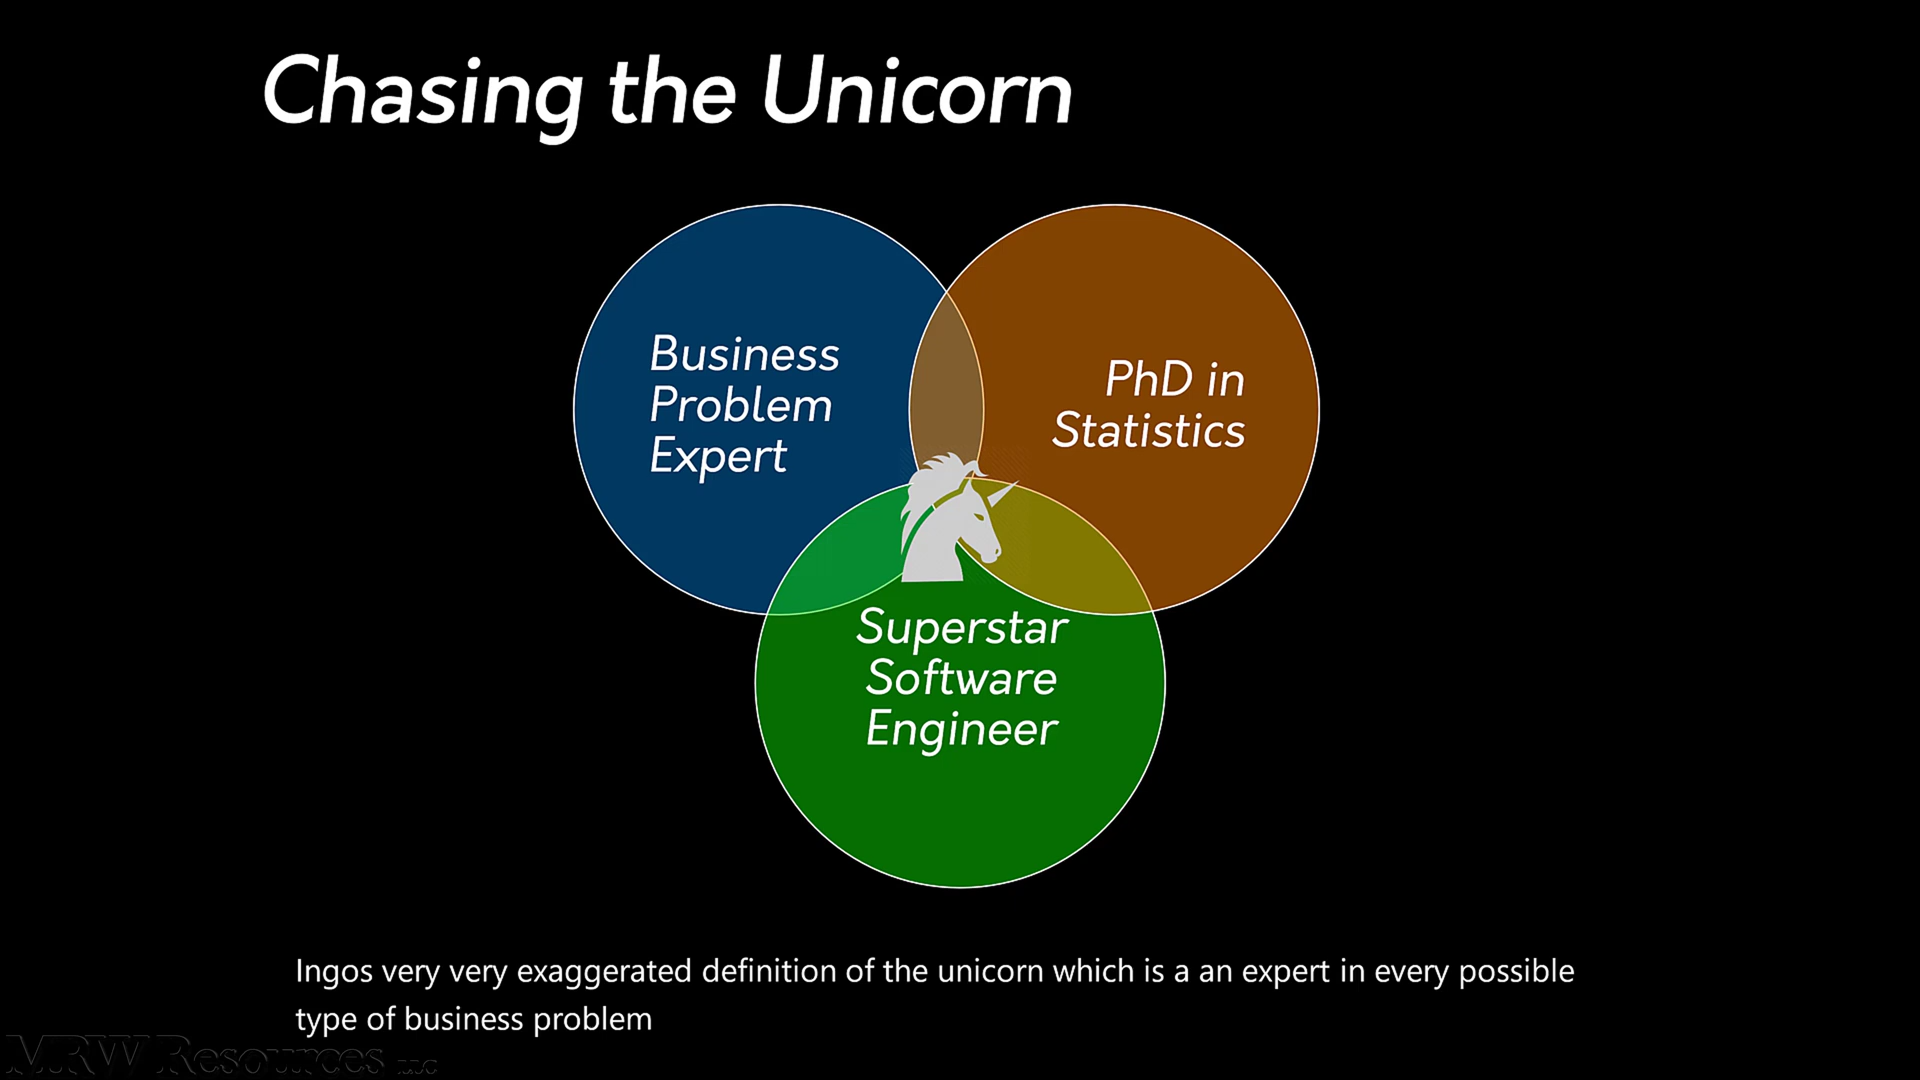 Chasing the Unicorn
Business
Problem
Expert
PhD in
Statistics
Superstar
Software
Engineer
Ingos very very exaggerated definition of the unicorn which is a an expert in every possible
type of business problem
MRW Resources LLC